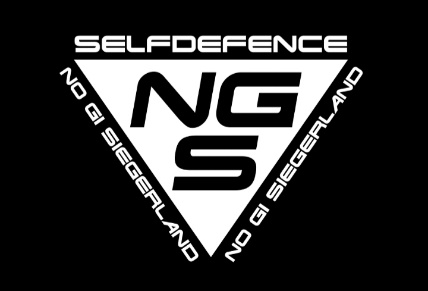 SELFDEFENCE
NG
S
NO GI SIEGERLAND
NO GI SIEGERLAND